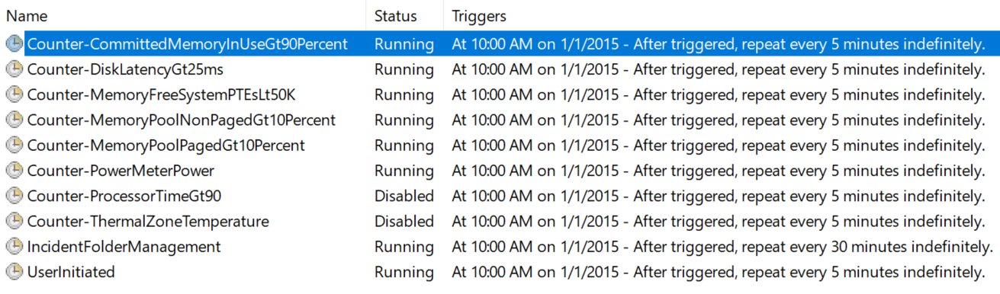 Name Status Triggers
Counter-CommittedMemoryInUseGt90Percent Running At 10:00 AM on 1/1/2015 - After triggered, repeat every 5 minutes indefinitely.
Counter-DiskLatencyGt25ms Running At 10:00 AM on 1/1/2015 - After triggered, repeat every 5 minutes indefinitely.
Counter-MemoryFreeSystemPTEsLt50K Running At 10:00 AM on 1/1/2015 - After triggered, repeat every 5 minutes indefinitely.
Counter-MemoryPoolNonPagedGt10Percent Running At 10:00 AM on 1/1/2015 - After triggered, repeat every 5 minutes indefinitely.
Counter-MemoryPoolPagedGt10Percent Running At 10:00 AM on 1/1/2015 - After triggered, repeat every 5 minutes indefinitely.
Counter-PowerMeterPower Running At 10:00 AM on 1/1/2015 - After triggered, repeat every 5 minutes indefinitely.
Counter-ProcessorTimeGt90 Disabled At 10:00 AM on 1/1/2015 - After triggered, repeat every 5 minutes indefinitely.
Counter-ThermalZoneTemperature Disabled At 10:00 AM on 1/1/2015 - After triggered, repeat every 5 minutes indefinitely.
IncidentFolderManagement Running At 10:00 AM on 1/1/2015 - After triggered, repeat every 30 minutes indefinitely.
UserInitiated Running At 10:00 AM on 1/1/2015 - After triggered, repeat every 5 minutes indefinitely.